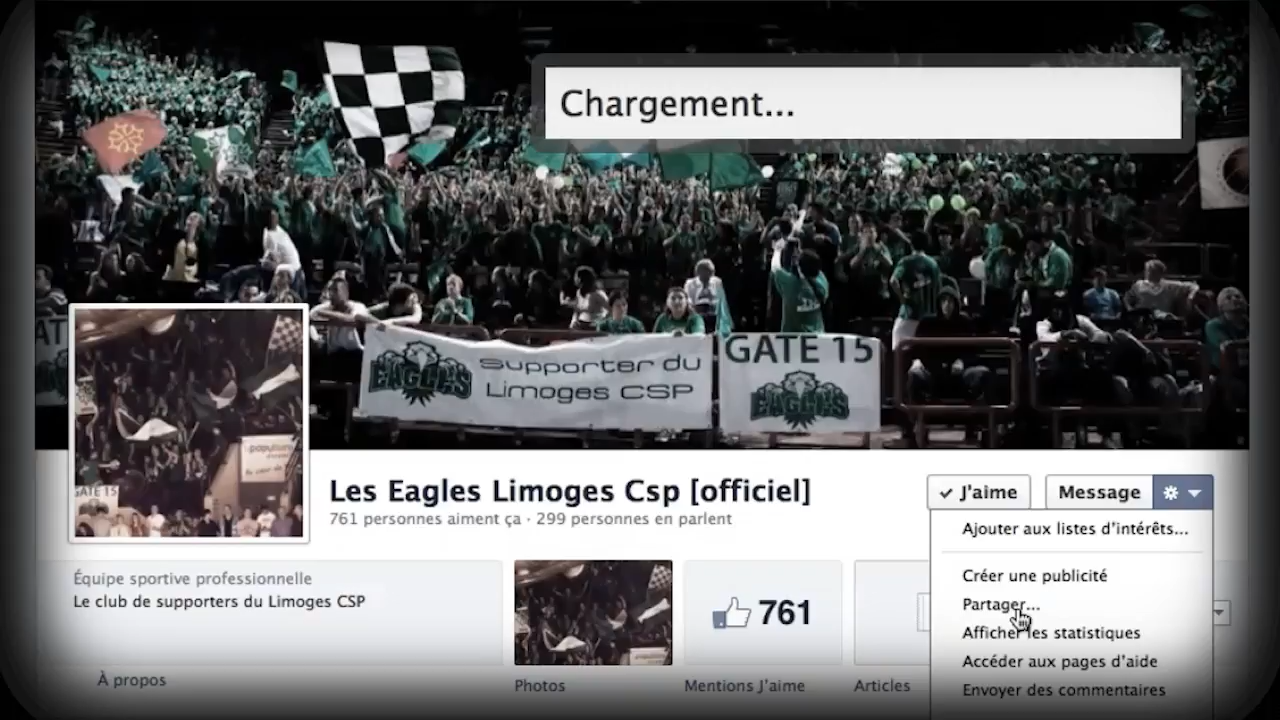 Chargement...
EAGLES
Supporter du
Limoges CSP
GATE 15
EAGLES
GATE 15
Les Eagles Limoges Csp [officiel]
761 personnes aiment ça · 299 personnes en parlent
✓ J'aime
Message
Ajouter aux listes d'intérêts...
Créer une publicité
Partager...
Afficher les statistiques
Accéder aux pages d'aide
Envoyer des commentaires
Équipe sportive professionnelle
Le club de supporters du Limoges CSP
761
À propos
Photos
Mentions J'aime
Articles